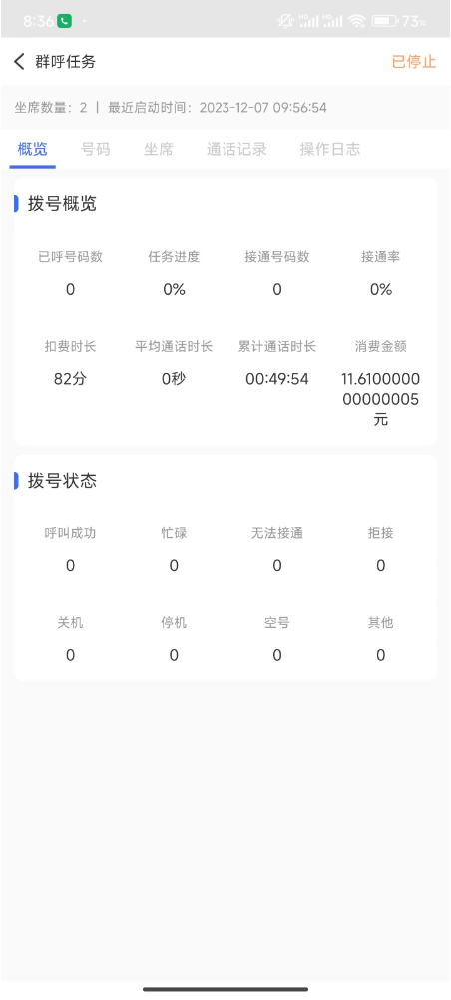 8:36 73%
群呼任务 已停止
坐席数量：2 | 最近启动时间：2023-12-07 09:56:54
概览 号码 坐席 通话记录 操作日志
拨号概览
已呼号码数 任务进度 接通号码数 接通率
0 0% 0 0%
扣费时长 平均通话时长 累计通话时长 消费金额
82分 0秒 00:49:54 11.6100000
00000005
元
拨号状态
呼叫成功 忙碌 无法接通 拒接
0 0 0 0
关机 停机 空号 其他
0 0 0 0